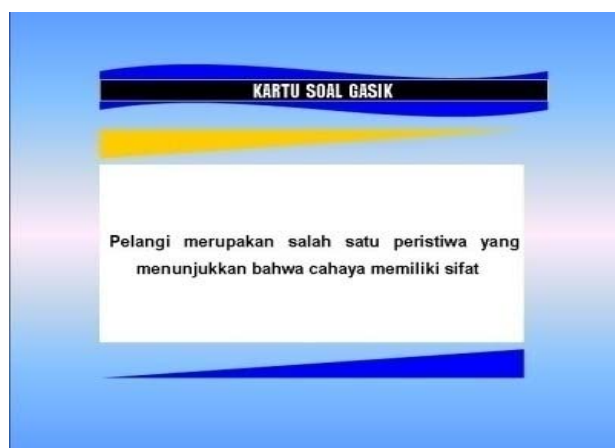 KARTU SOAL GASIK
Pelangi merupakan salah satu peristiwa yang
menunjukkan bahwa cahaya memiliki sifat